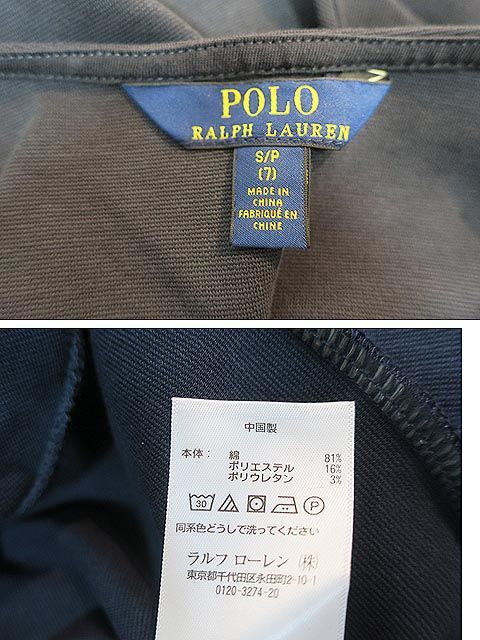 POLO
RALPH LAUREN
S/P
(7)
MADE IN
CHINA
FABRIQUÉ EN
CHINE
中国製
本体: 綿 81%
ポリエステル 16%
ポリウレタン 3%
30 P
同系色どうしで洗ってください
ラルフ ローレン (株)
東京都千代田区永田町2-10-1
0120-3274-20